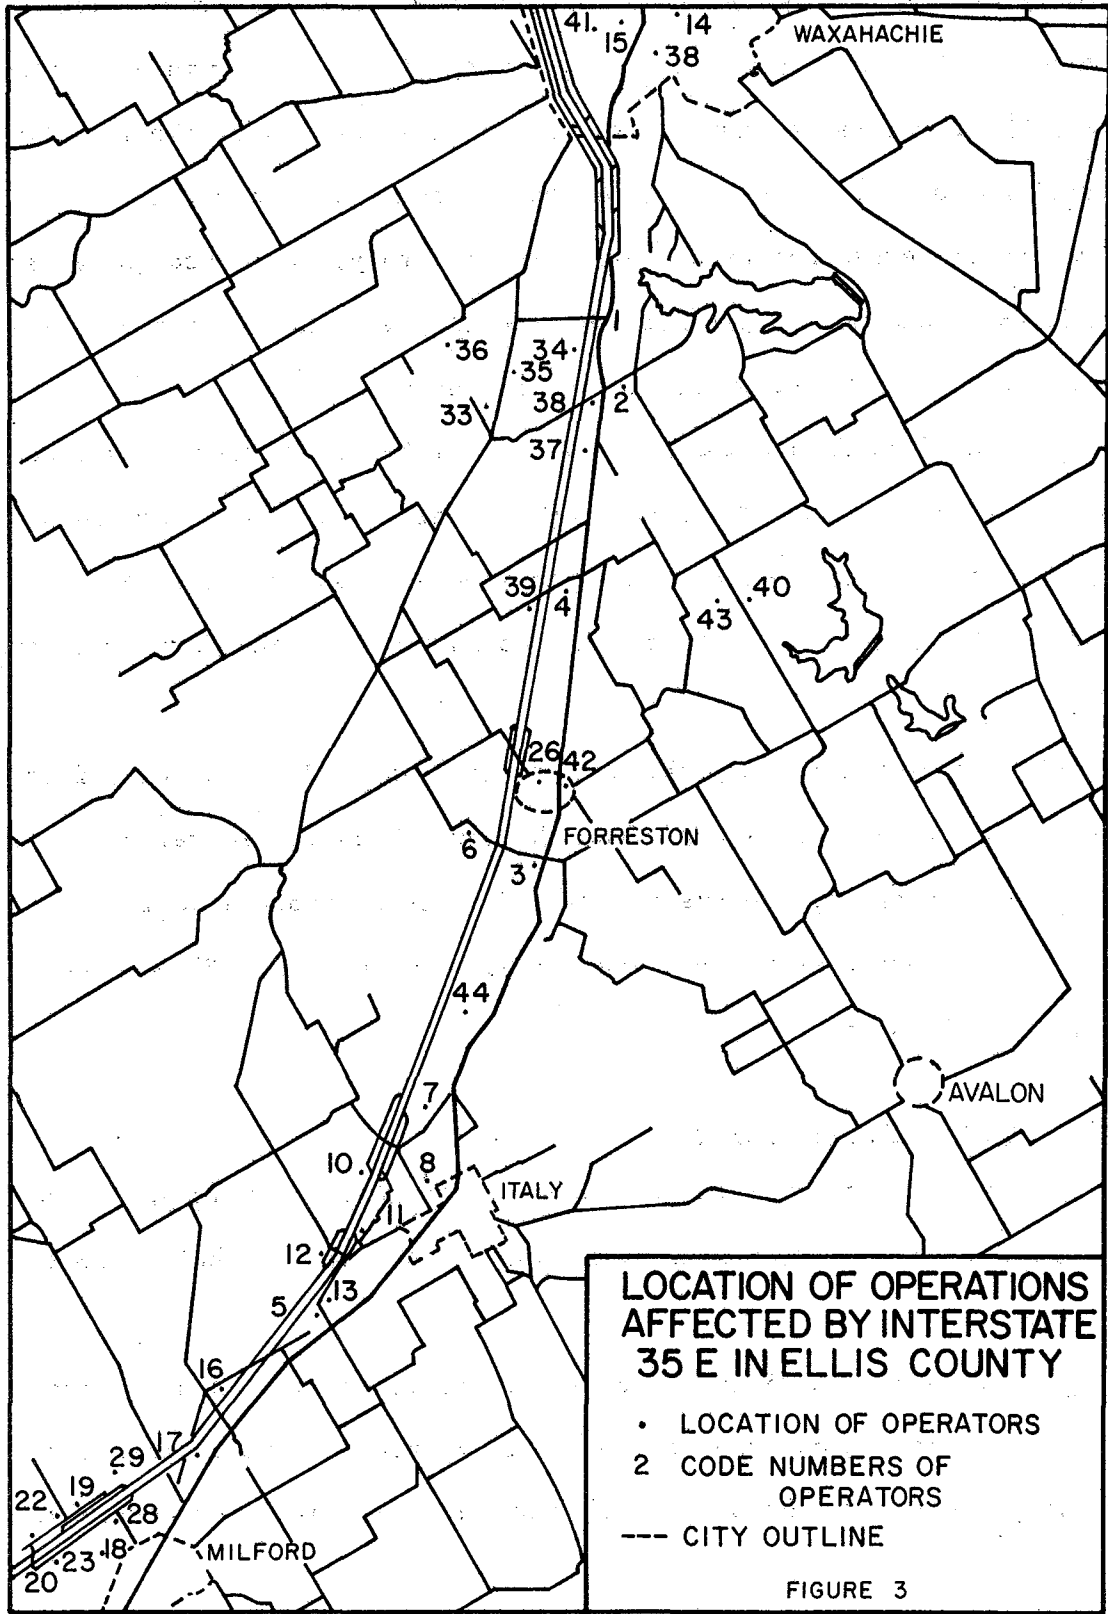 41
15
14
38
WAXAHACHIE
1
36
34
35
33
38
2
37
39
4
43
40
26
42
FORRESTON
6
3
44
7
10
8
ITALY
11
12
13
5
AVALON
16
17
29
19
22
28
18
23
20
MILFORD
LOCATION OF OPERATIONS
AFFECTED BY INTERSTATE
35 E IN ELLIS COUNTY
LOCATION OF OPERATORS
2 CODE NUMBERS OF
OPERATORS
--- CITY OUTLINE
FIGURE 3